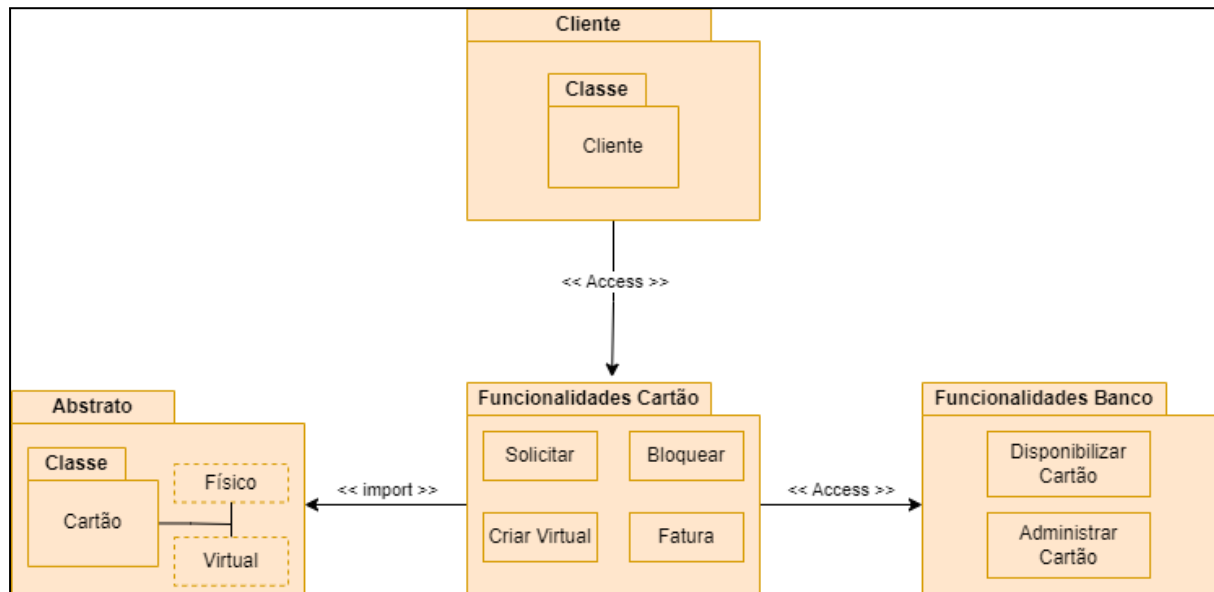 Cliente
Classe
Cliente
<< Access >>
Abstrato
Classe
Cartão
Físico
Virtual
<< import >>
Funcionalidades Cartão
Solicitar
Bloquear
Criar Virtual
Fatura
<< Access >>
Funcionalidades Banco
Disponibilizar
Cartão
Administrar
Cartão